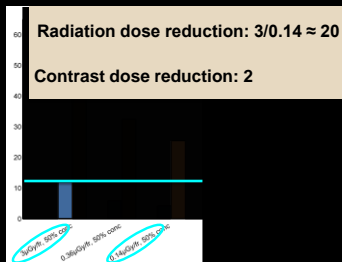 Radiation dose reduction: 3/0.14 ≈ 20
Contrast dose reduction: 2
60
50
40
30
20
10
0
3μGy/fr, 50% conc
0.36μGy/fr, 50% conc
0.14μGy/fr, 50% conc